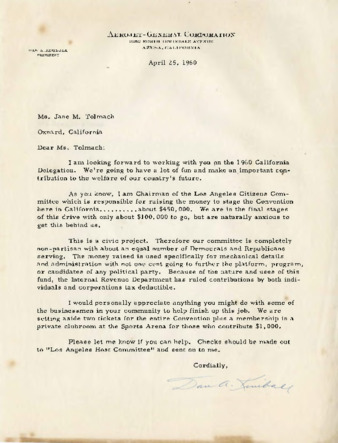 AEROJET-GENERAL CORPORATION
AZUSA, CALIFORNIA
DAN A. KIMBALL
PRESIDENT
April 25, 1960
Ms. Jane M. Tolmach
Oxnard, California
Dear Ms. Tolmach:
I am looking forward to working with you on the 1960 California
Delegation. We're going to have a lot of fun and make an important con-
tribution to the welfare of our country's future.
As you know, I am Chairman of the Los Angeles Citizens Com-
mittee which is responsible for raising the money to stage the Convention
here in California..........about $450,000. We are in the final stages
of this drive with only about $100,000 to go, but are naturally anxious to
get this behind us.
This is a civic project. Therefore our committee is completely
non-partisan with about an equal number of Democrats and Republicans
serving. The money raised is used specifically for mechanical details
and administration with not one cent going to further the platform, program,
or candidates of any political party. Because of the nature and uses of this
fund, the Internal Revenue Department has ruled contributions by both indi-
viduals and corporations tax deductible.
I would personally appreciate anything you might do with some of
the businessmen in your community to help finish up this job. We are
setting aside two tickets for the entire Convention plus a membership in a
private clubroom at the Sports Arena for those who contribute $1,000.
Please let me know if you can help. Checks should be made out
to "Los Angeles Host Committee" and sent on to me.
Cordially,
Dan A. Kimball